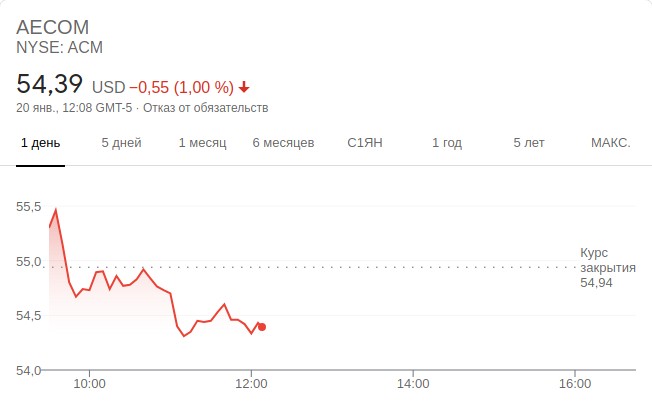 AECOM
NYSE: ACM
54,39 USD −0,55 (1,00 %)
20 янв., 12:08 GMT-5 · Отказ от обязательств
1 день 5 дней 1 месяц 6 месяцев С1ЯН 1 год 5 лет МАКС.
55,5
55,0
54,5
54,0
Курс
закрытия
54,94
10:00 12:00 14:00 16:00